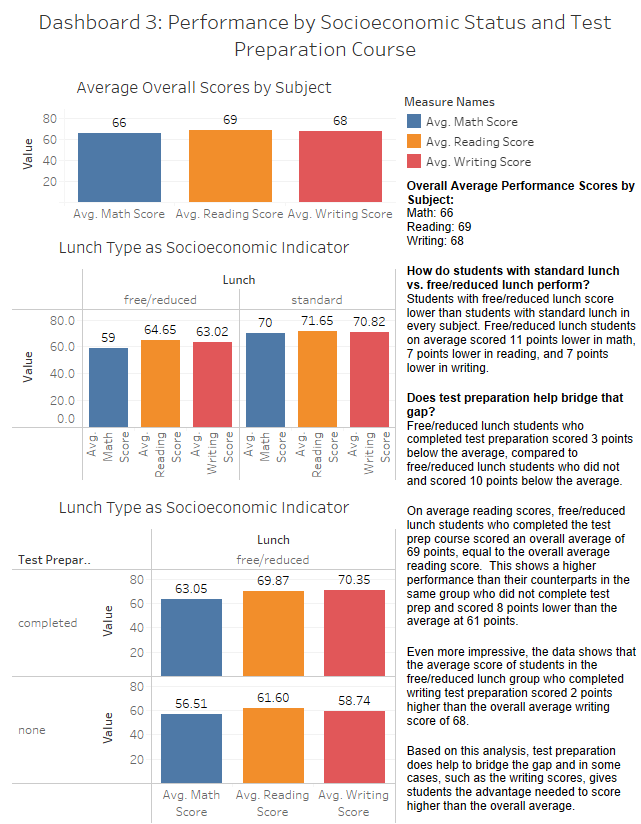 Dashboard 3: Performance by Socioeconomic Status and Test
Preparation Course
Average Overall Scores by Subject
80
60
40
20
Value
66
69
68
Avg. Math Score
Avg. Reading Score
Avg. Writing Score
Measure Names
Avg. Math Score
Avg. Reading Score
Avg. Writing Score
Overall Average Performance Scores by
Subject:
Math: 66
Reading: 69
Writing: 68
Lunch Type as Socioeconomic Indicator
Lunch
free/reduced
standard
80.0
60.0
40.0
20.0
0.0
Value
59
64.65
63.02
70
71.65
70.82
Avg.
Math
Score
Avg.
Reading
Score
Avg.
Writing
Score
Avg.
Math
Score
Avg.
Reading
Score
Avg.
Writing
Score
How do students with standard lunch
vs. free/reduced lunch perform?
Students with free/reduced lunch score
lower than students with standard lunch in
every subject. Free/reduced lunch students
on average scored 11 points lower in math,
7 points lower in reading, and 7 points
lower in writing.
Does test preparation help bridge that
gap?
Free/reduced lunch students who
completed test preparation scored 3 points
below the average, compared to
free/reduced lunch students who did not
and scored 10 points below the average.
Lunch Type as Socioeconomic Indicator
Lunch
Test Prepar..
free/reduced
completed
80
60
40
20
Value
63.05
69.87
70.35
none
80
60
40
20
Value
56.51
61.60
58.74
Avg. Math
Score
Avg. Reading
Score
Avg. Writing
Score
On average reading scores, free/reduced
lunch students who completed the test
prep course scored an overall average of
69 points, equal to the overall average
reading score.  This shows a higher
performance than their counterparts in the
same group who did not complete test
prep and scored 8 points lower than the
average at 61 points.
Even more impressive, the data shows that
the average score of students in the
free/reduced lunch group who completed
writing test preparation scored 2 points
higher than the overall average writing
score of 68.
Based on this analysis, test preparation
does help to bridge the gap and in some
cases, such as the writing scores, gives
students the advantage needed to score
higher than the overall average.